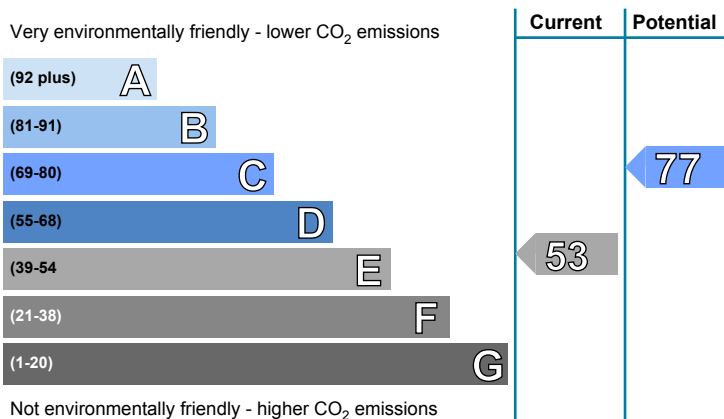 Current Potential
Very environmentally friendly - lower CO2 emissions
(92 plus) A
(81-91) B
(69-80) C
77
(55-68) D
(39-54 E
53
(21-38) F
(1-20) G
Not environmentally friendly - higher CO2 emissions